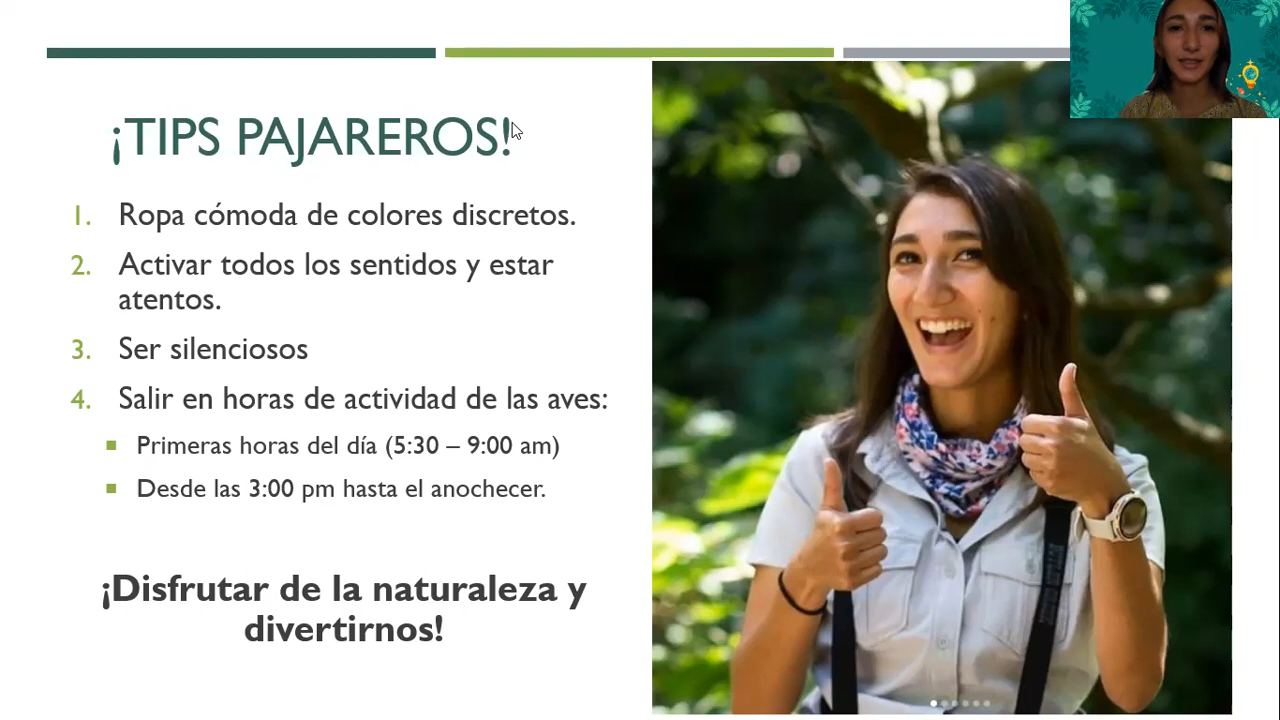 ¡TIPS PAJAREROS!
1. Ropa cómoda de colores discretos.
2. Activar todos los sentidos y estar
atentos.
3. Ser silenciosos
4. Salir en horas de actividad de las aves:
■ Primeras horas del día (5:30 – 9:00 am)
■ Desde las 3:00 pm hasta el anochecer.
¡Disfrutar de la naturaleza y
divertirnos!